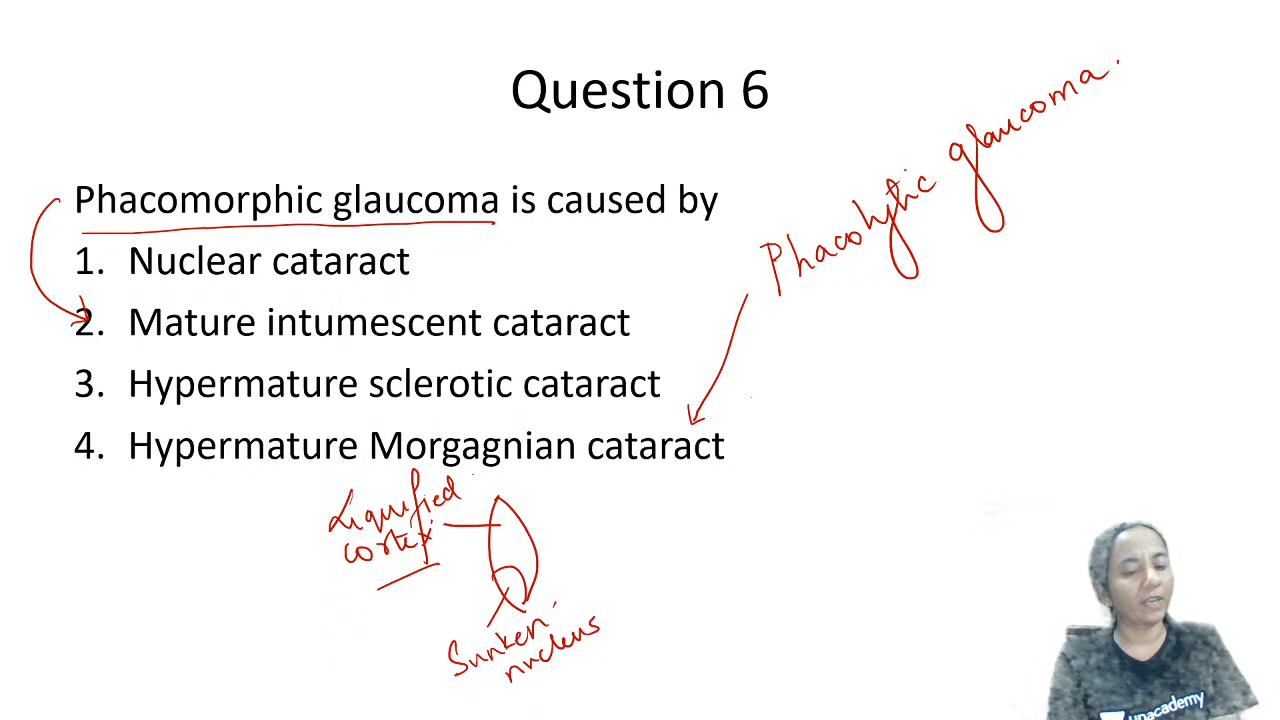 Question 6
Phacomorphic glaucoma is caused by
1. Nuclear cataract
2. Mature intumescent cataract
3. Hypermature sclerotic cataract
4. Hypermature Morgagnian cataract
Phacolytic glaucoma.
Liquified
cortex
Sunken
nucleus
unacademy